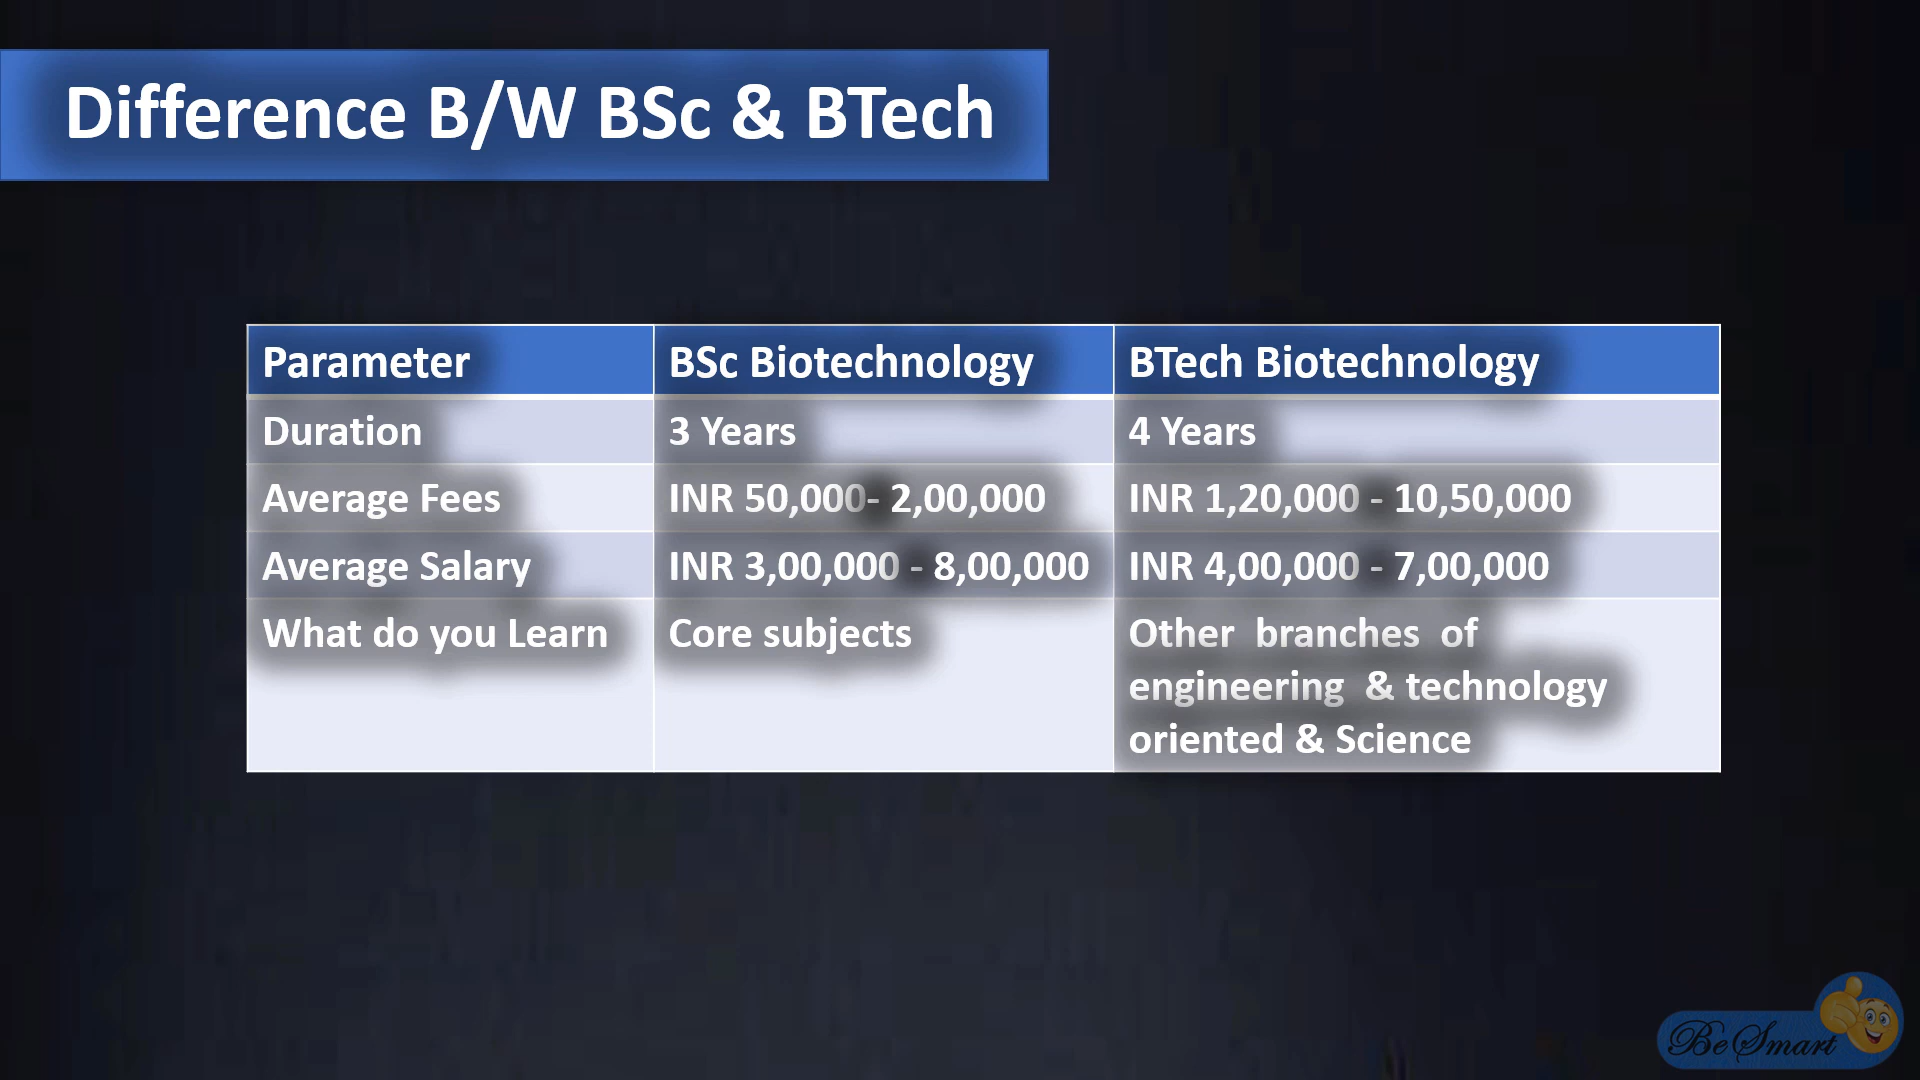 Difference B/W BSc & BTech
Parameter BSc Biotechnology BTech Biotechnology
Duration 3 Years 4 Years
Average Fees INR 50,000- 2,00,000 INR 1,20,000 - 10,50,000
Average Salary INR 3,00,000 - 8,00,000 INR 4,00,000 - 7,00,000
What do you Learn Core subjects Other branches of
engineering & technology
oriented & Science
Be Smart